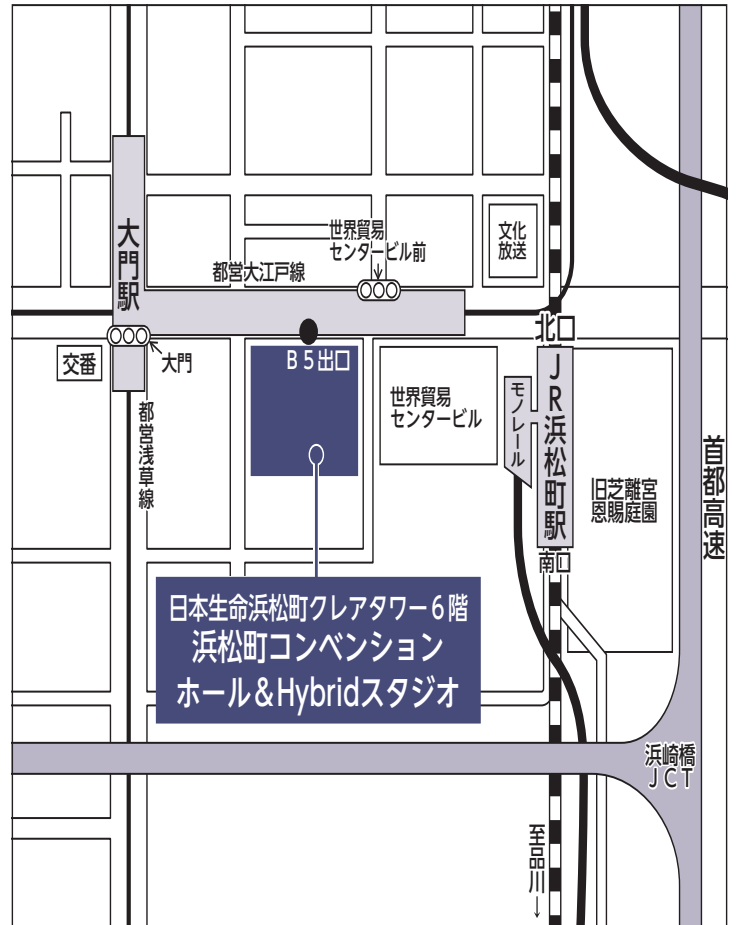 大門駅
世界貿易
センタービル前
文化
放送
都営大江戸線
北口
交番
大門
B5出口
都営浅草線
世界貿易
センタービル
モノレール
JR浜松町駅
旧芝離宮
恩賜庭園
首都高速
南口
日本生命浜松町クレアタワー6階
浜松町コンベンション
ホール&Hybridスタジオ
浜崎橋
JCT
至品川